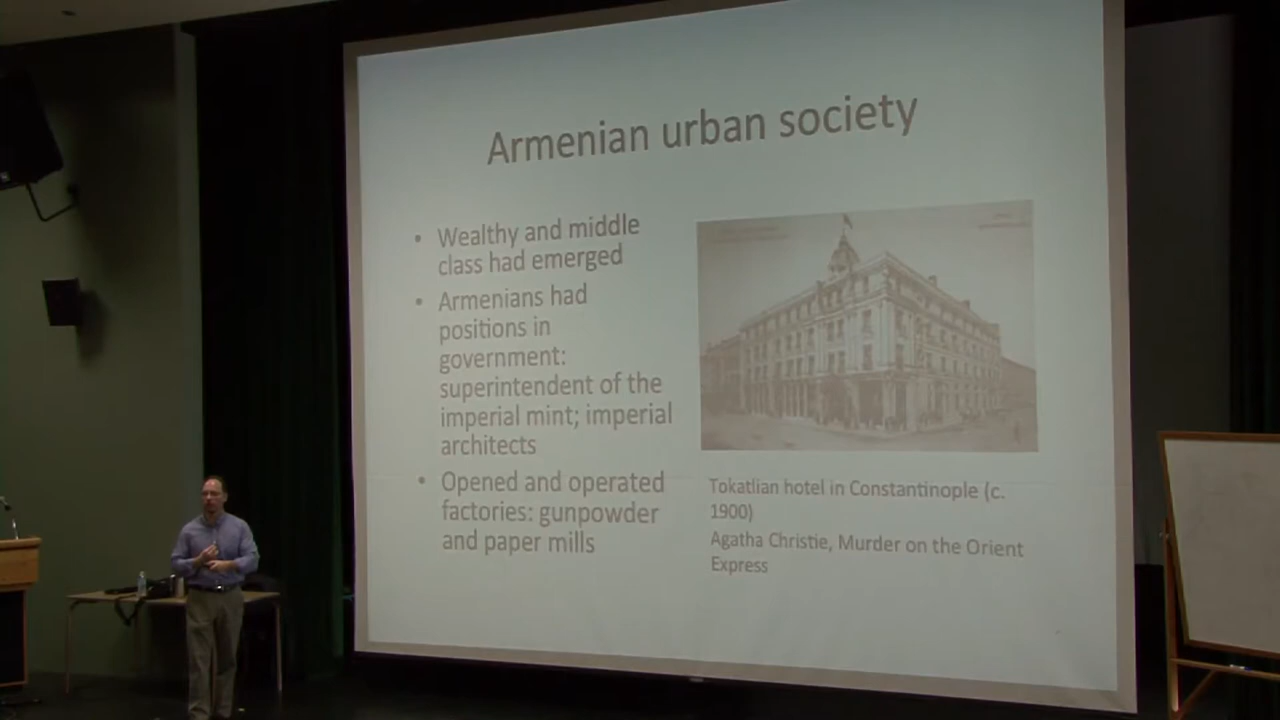 Armenian urban society
• Wealthy and middle
class had emerged
• Armenians had
positions in
government:
superintendent of the
imperial mint; imperial
architects
• Opened and operated
factories: gunpowder
and paper mills
Tokatlian hotel in Constantinople (c.
1900)
Agatha Christie, Murder on the Orient
Express